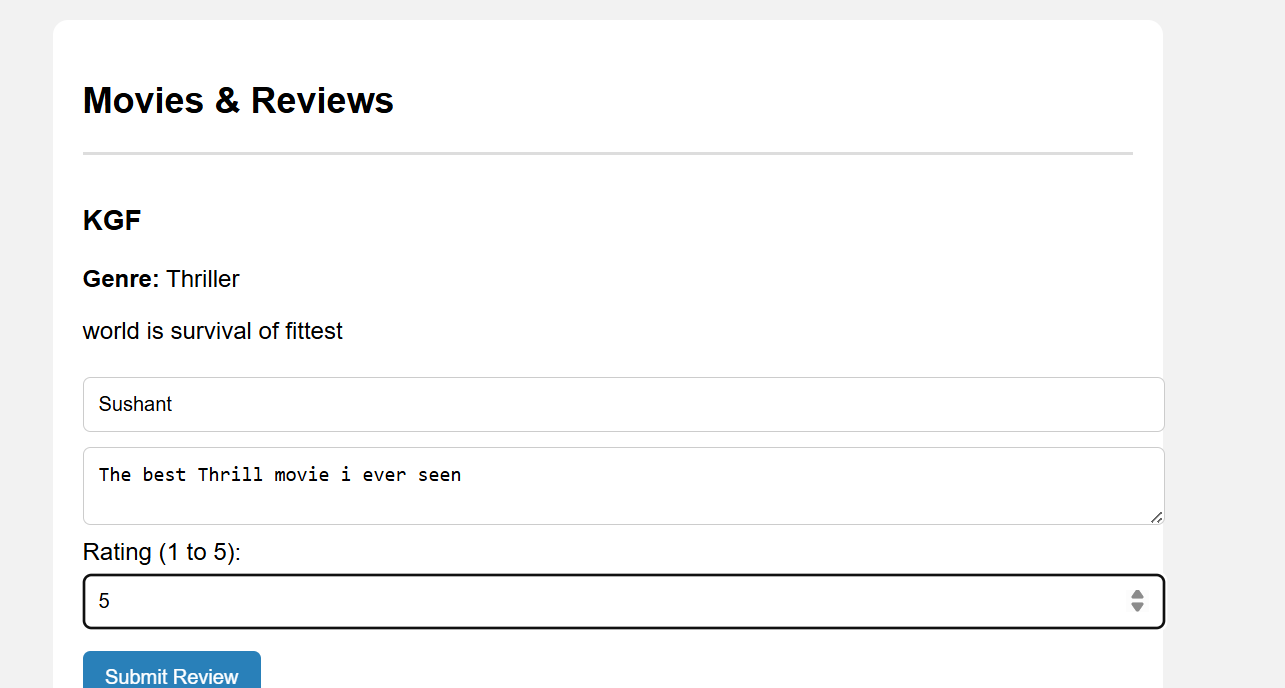 Movies & Reviews
KGF
Genre: Thriller
world is survival of fittest
Sushant
The best Thrill movie i ever seen
Rating (1 to 5):
5
Submit Review